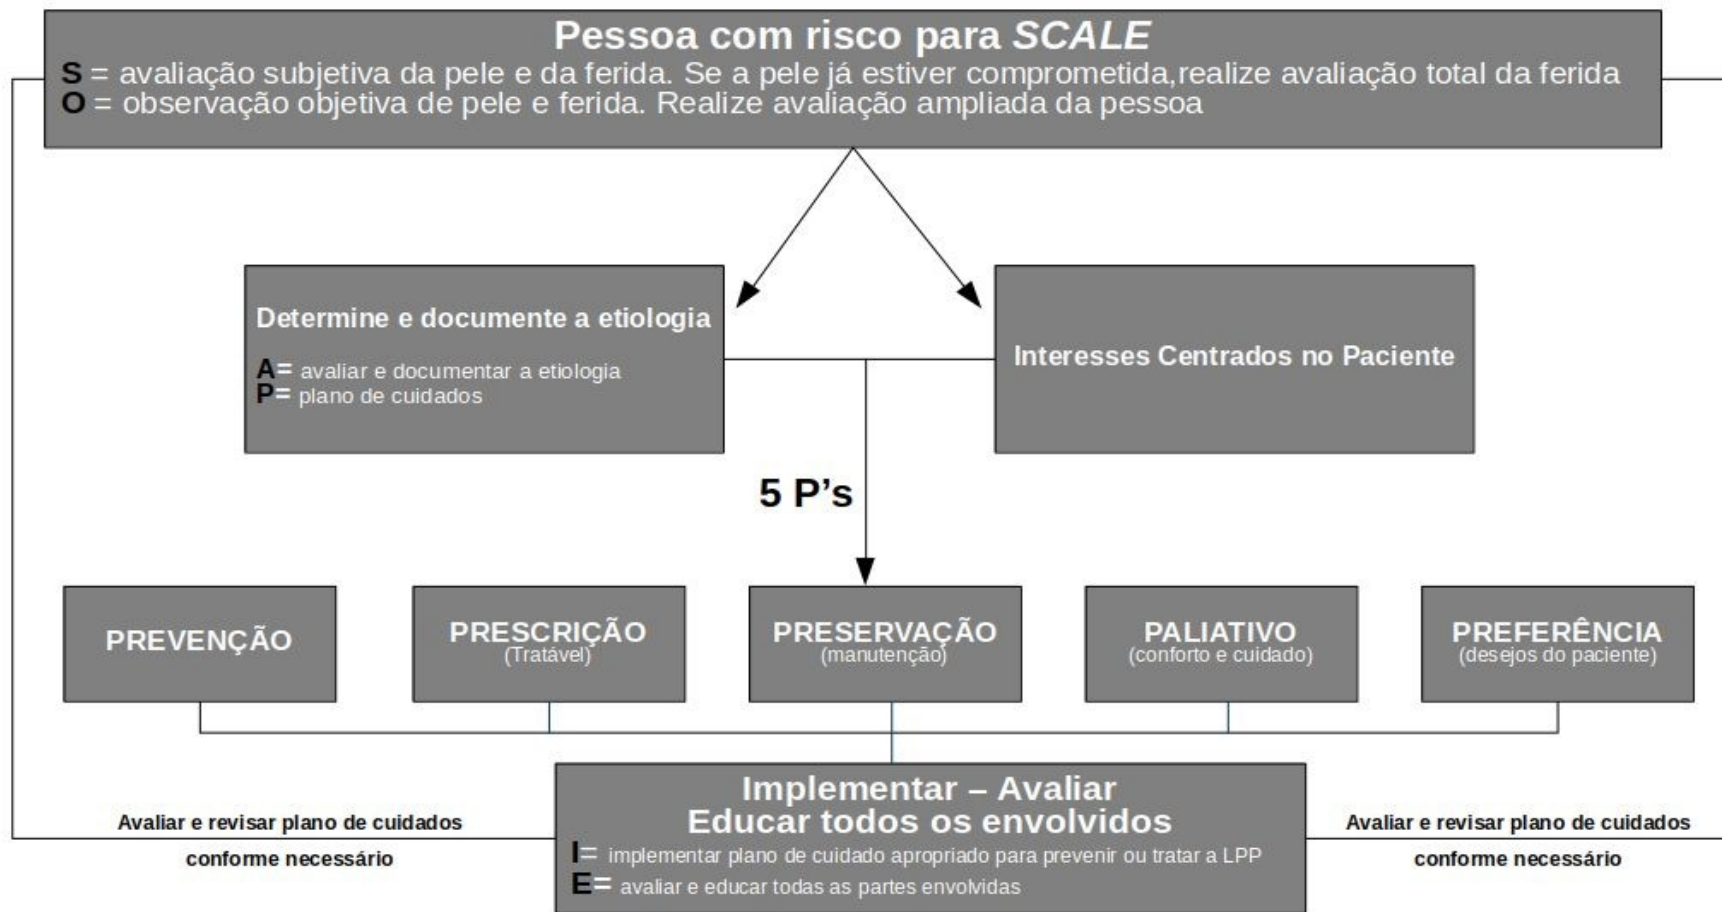 Pessoa com risco para SCALE
S = avaliação subjetiva da pele e da ferida. Se a pele já estiver comprometida,realize avaliação total da ferida
O = observação objetiva de pele e ferida. Realize avaliação ampliada da pessoa
Determine e documente a etiologia
A= avaliar e documentar a etiologia
P= plano de cuidados
Interesses Centrados no Paciente
5 P's
PREVENÇÃO
PRESCRIÇÃO
(Tratável)
PRESERVAÇÃO
(manutenção)
PALIATIVO
(conforto e cuidado)
PREFERÊNCIA
(desejos do paciente)
Implementar – Avaliar
Educar todos os envolvidos
I= implementar plano de cuidado apropriado para prevenir ou tratar a LPP
E= avaliar e educar todas as partes envolvidas
Avaliar e revisar plano de cuidados
conforme necessário
Avaliar e revisar plano de cuidados
conforme necessário